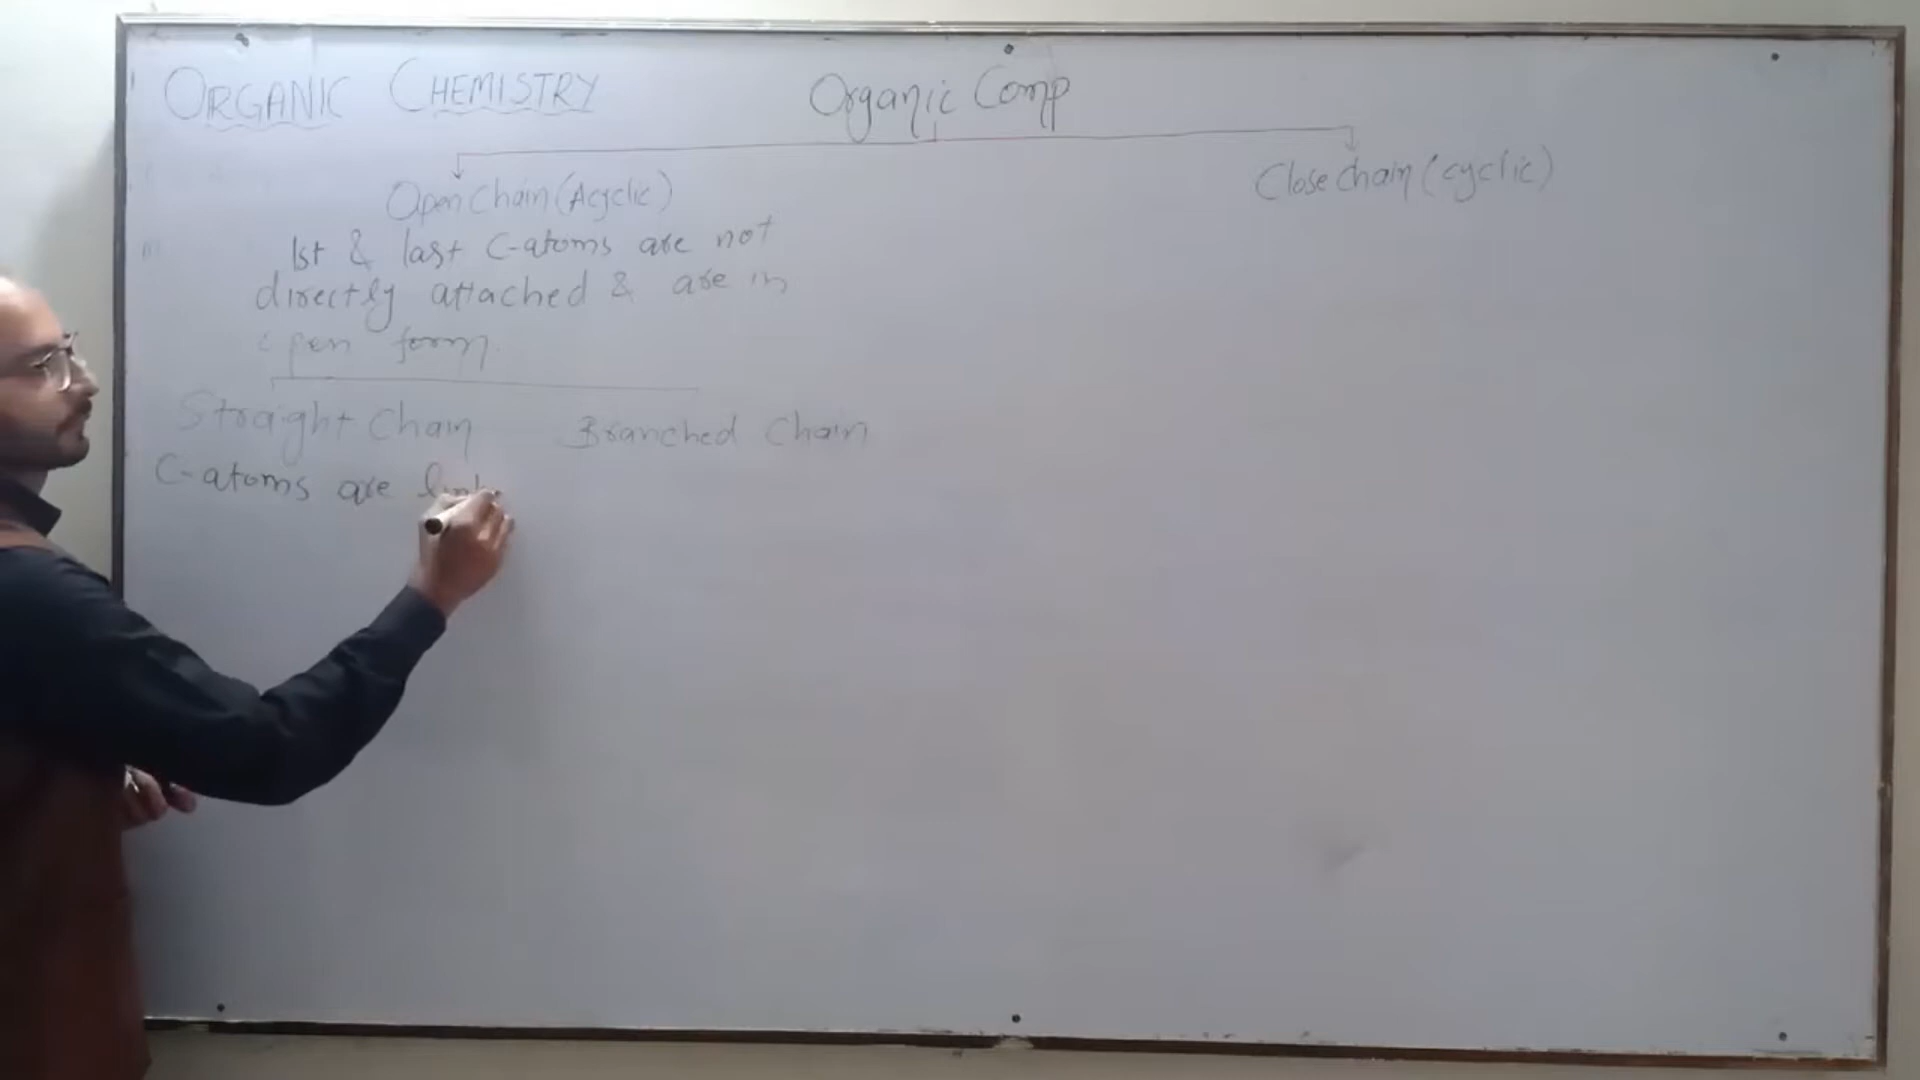 ORGANIC CHEMISTRY
Organic Comp
Open Chain (Acyclic)
Close chain (cyclic)
1st & last C-atoms are not
directly attached & are in
open form.
Straight Chain
Branched Chain
C-atoms are